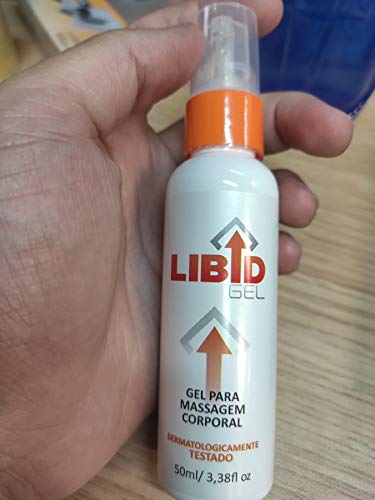 LIBID
GEL
GEL PARA
MASSAGEM
CORPORAL
DERMATOLOGICAMENTE
TESTADO
50ml/ 3,38fl oz